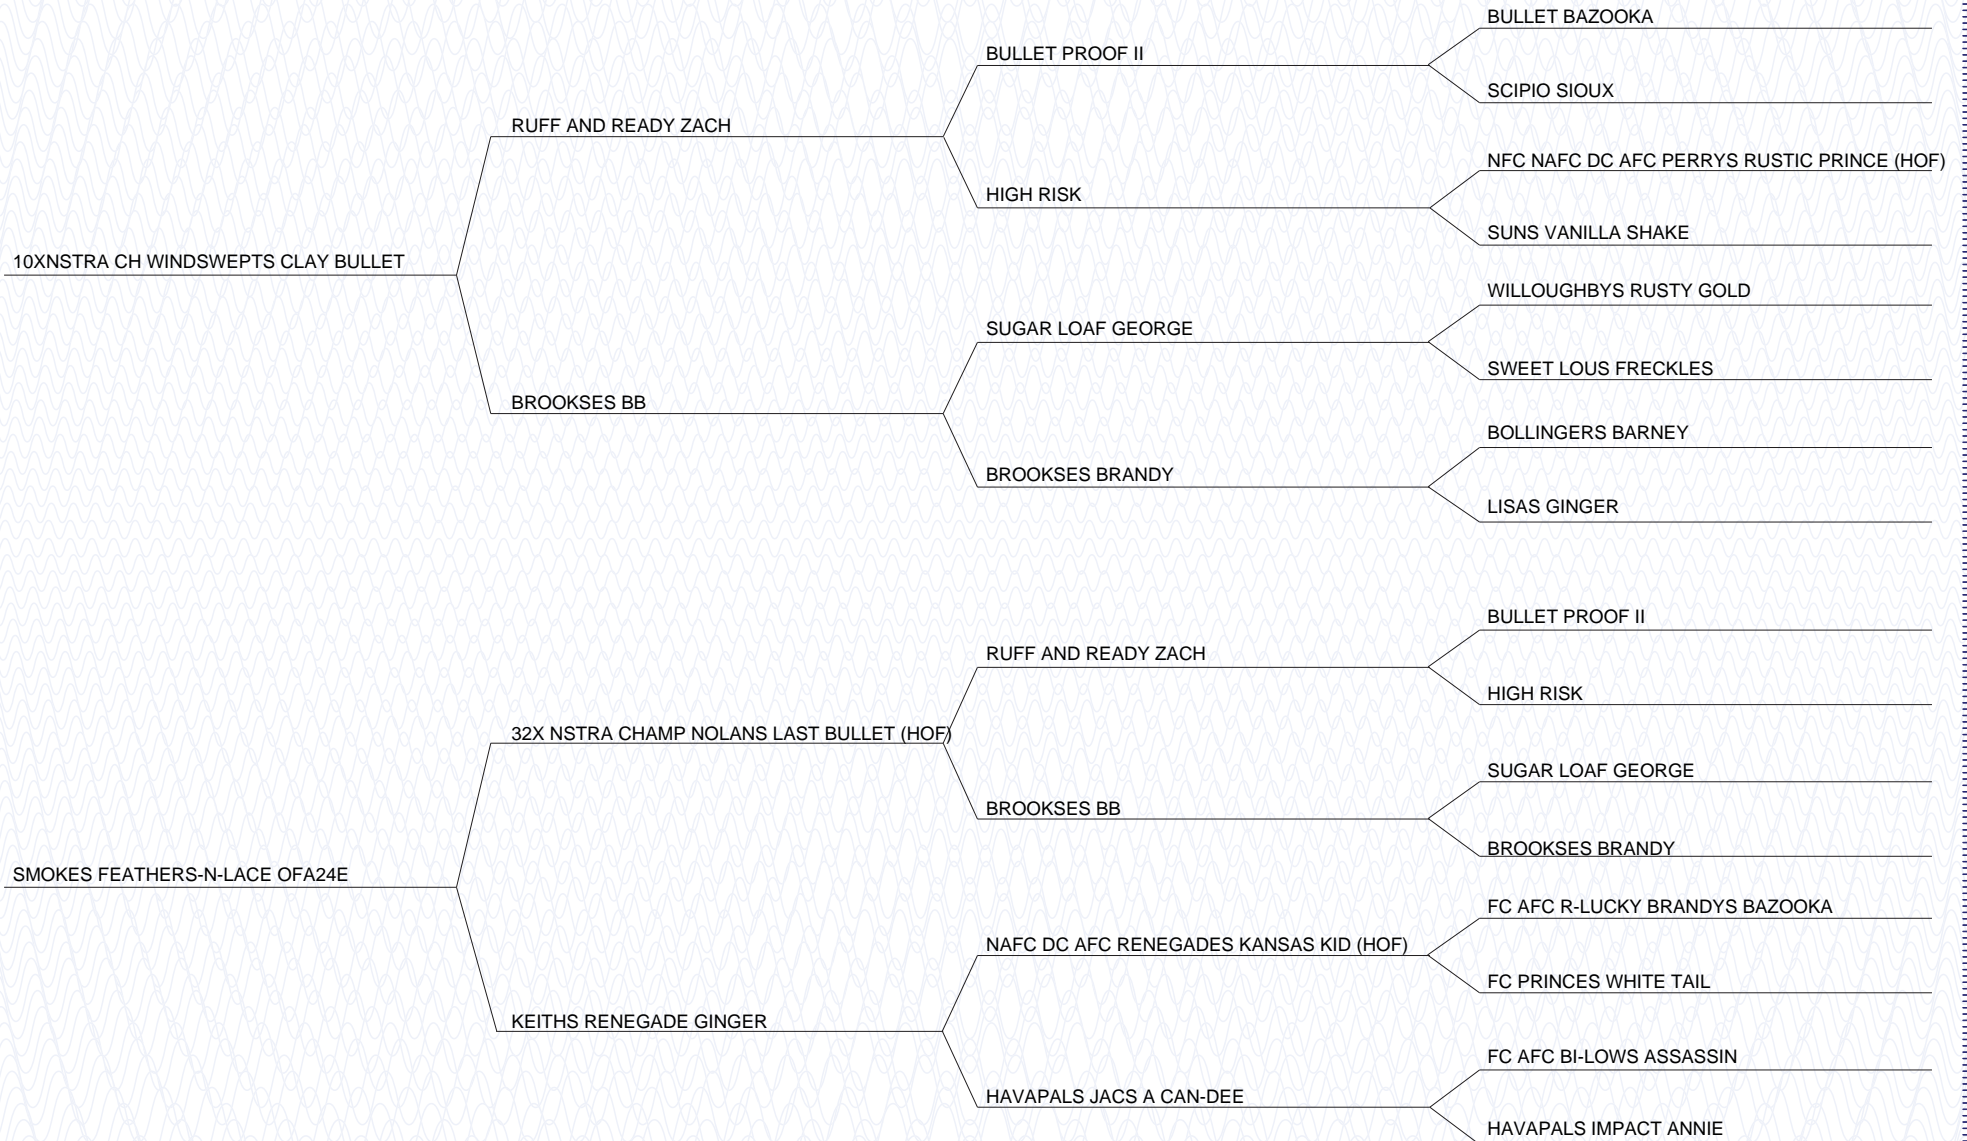 BULLET BAZOOKA
BULLET PROOF II
SCIPIO SIOUX
RUFF AND READY ZACH
NFC NAFC DC AFC PERRYS RUSTIC PRINCE (HOF)
HIGH RISK
SUNS VANILLA SHAKE
10XNSTRA CH WINDSWEPTS CLAY BULLET
WILLOUGHBYS RUSTY GOLD
SUGAR LOAF GEORGE
SWEET LOUS FRECKLES
BROOKSES BB
BOLLINGERS BARNEY
BROOKSES BRANDY
LISAS GINGER
BULLET PROOF II
RUFF AND READY ZACH
HIGH RISK
32X NSTRA CHAMP NOLANS LAST BULLET (HOF)
SUGAR LOAF GEORGE
BROOKSES BB
BROOKSES BRANDY
SMOKES FEATHERS-N-LACE OFA24E
FC AFC R-LUCKY BRANDYS BAZOOKA
NAFC DC AFC RENEGADES KANSAS KID (HOF)
FC PRINCES WHITE TAIL
KEITHS RENEGADE GINGER
FC AFC BI-LOWS ASSASSIN
HAVAPALS JACS A CAN-DEE
HAVAPALS IMPACT ANNIE